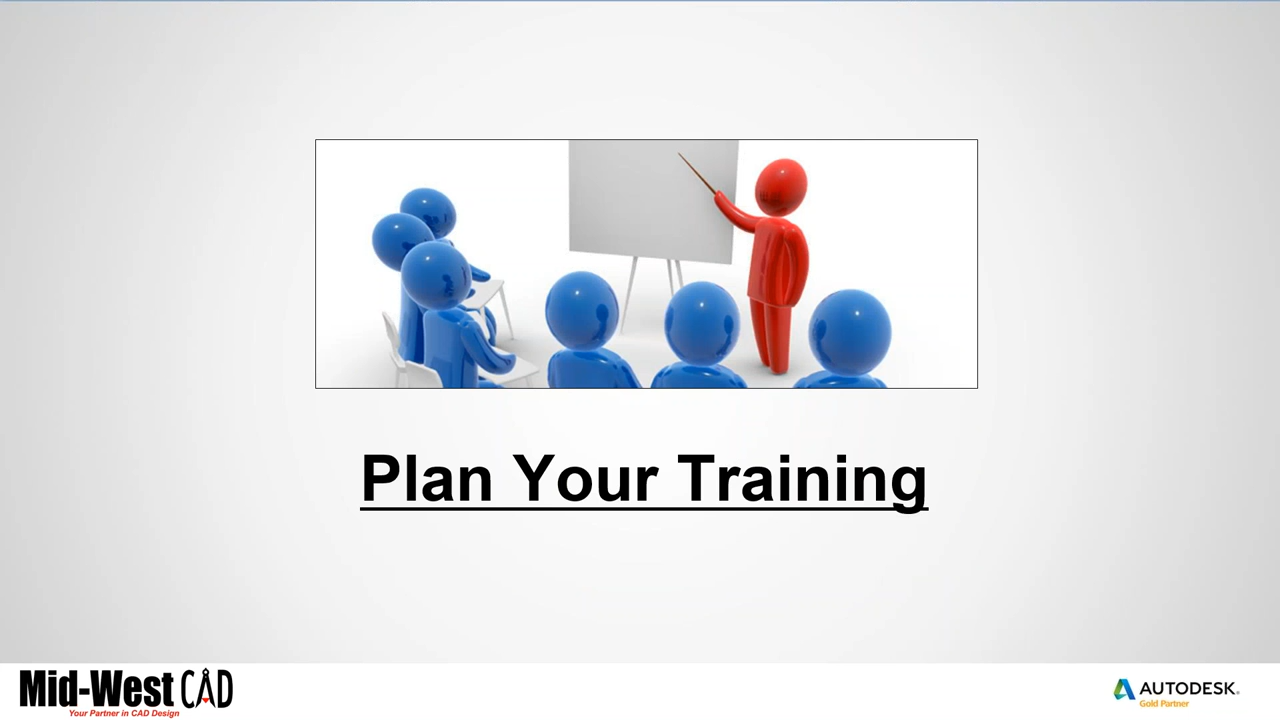 Plan Your Training
Mid-West CAD
Your Partner in CAD Design
AUTODESK®
Gold Partner